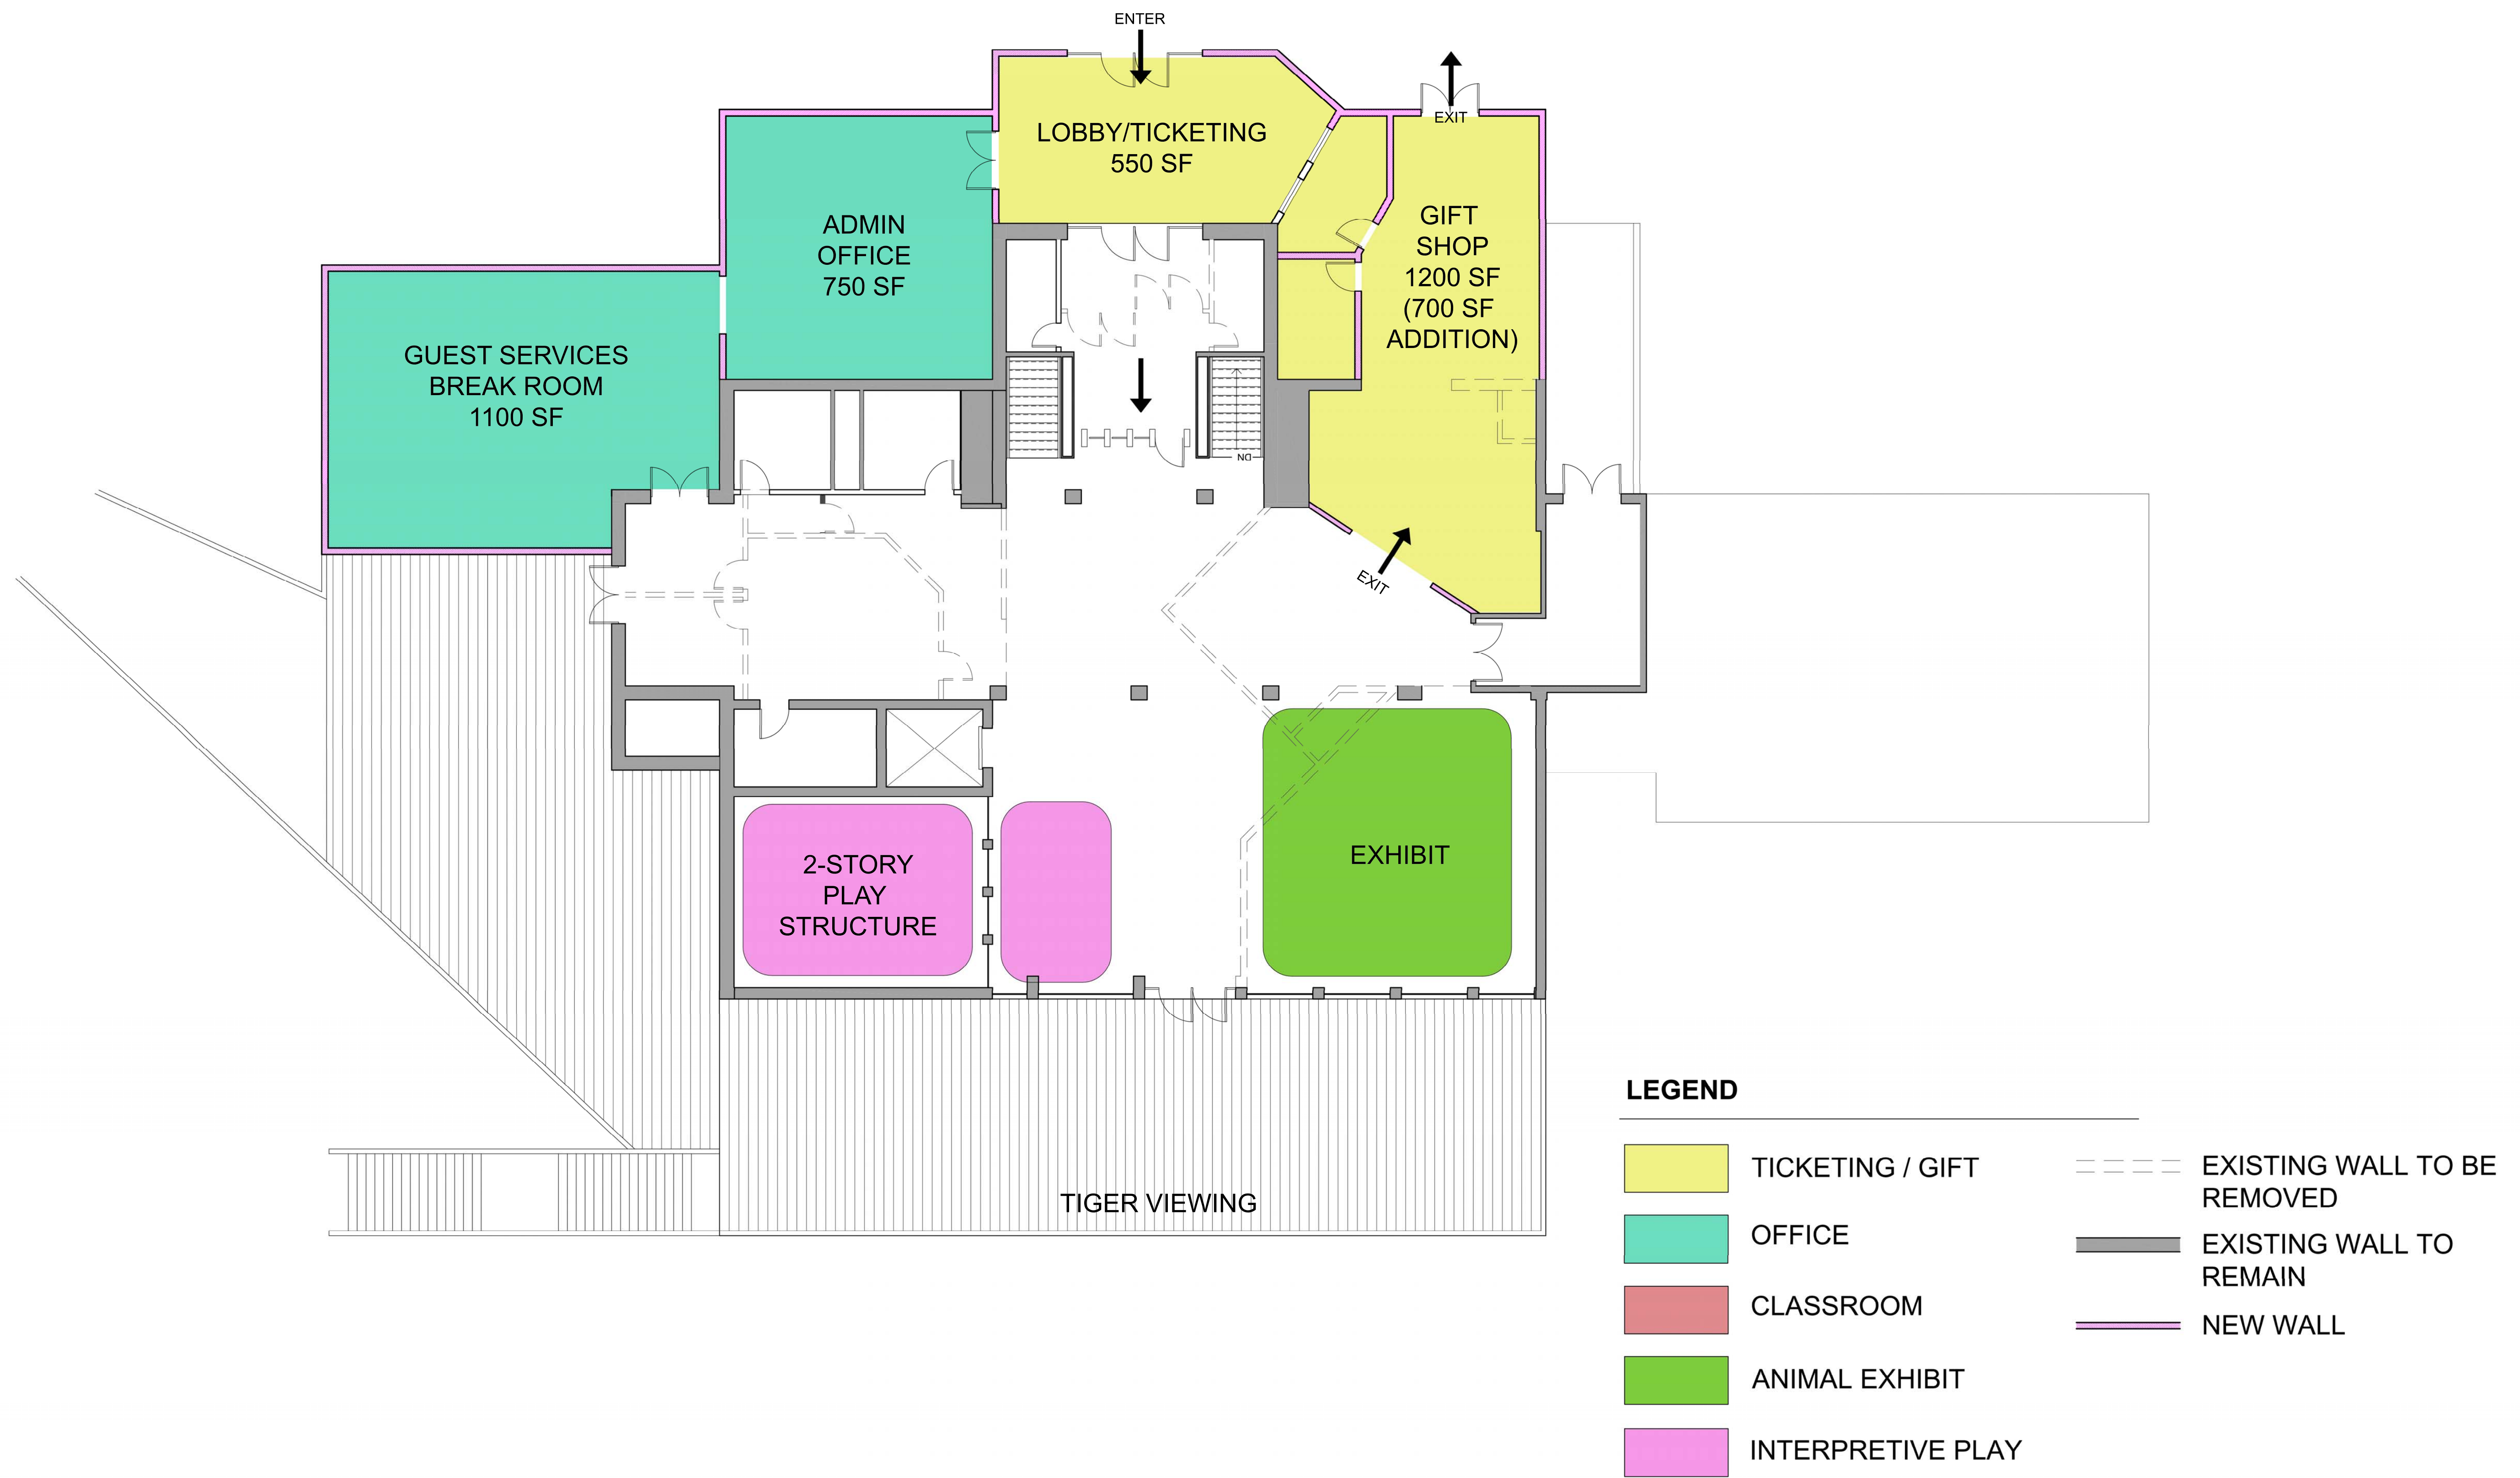 ENTER
EXIT
LOBBY/TICKETING
550 SF
ADMIN
OFFICE
750 SF
GIFT
SHOP
1200 SF
(700 SF
ADDITION)
GUEST SERVICES
BREAK ROOM
1100 SF
DN
EXIT
2-STORY
PLAY
STRUCTURE
EXHIBIT
TIGER VIEWING
LEGEND
TICKETING / GIFT
OFFICE
CLASSROOM
ANIMAL EXHIBIT
INTERPRETIVE PLAY
EXISTING WALL TO BE
REMOVED
EXISTING WALL TO
REMAIN
NEW WALL